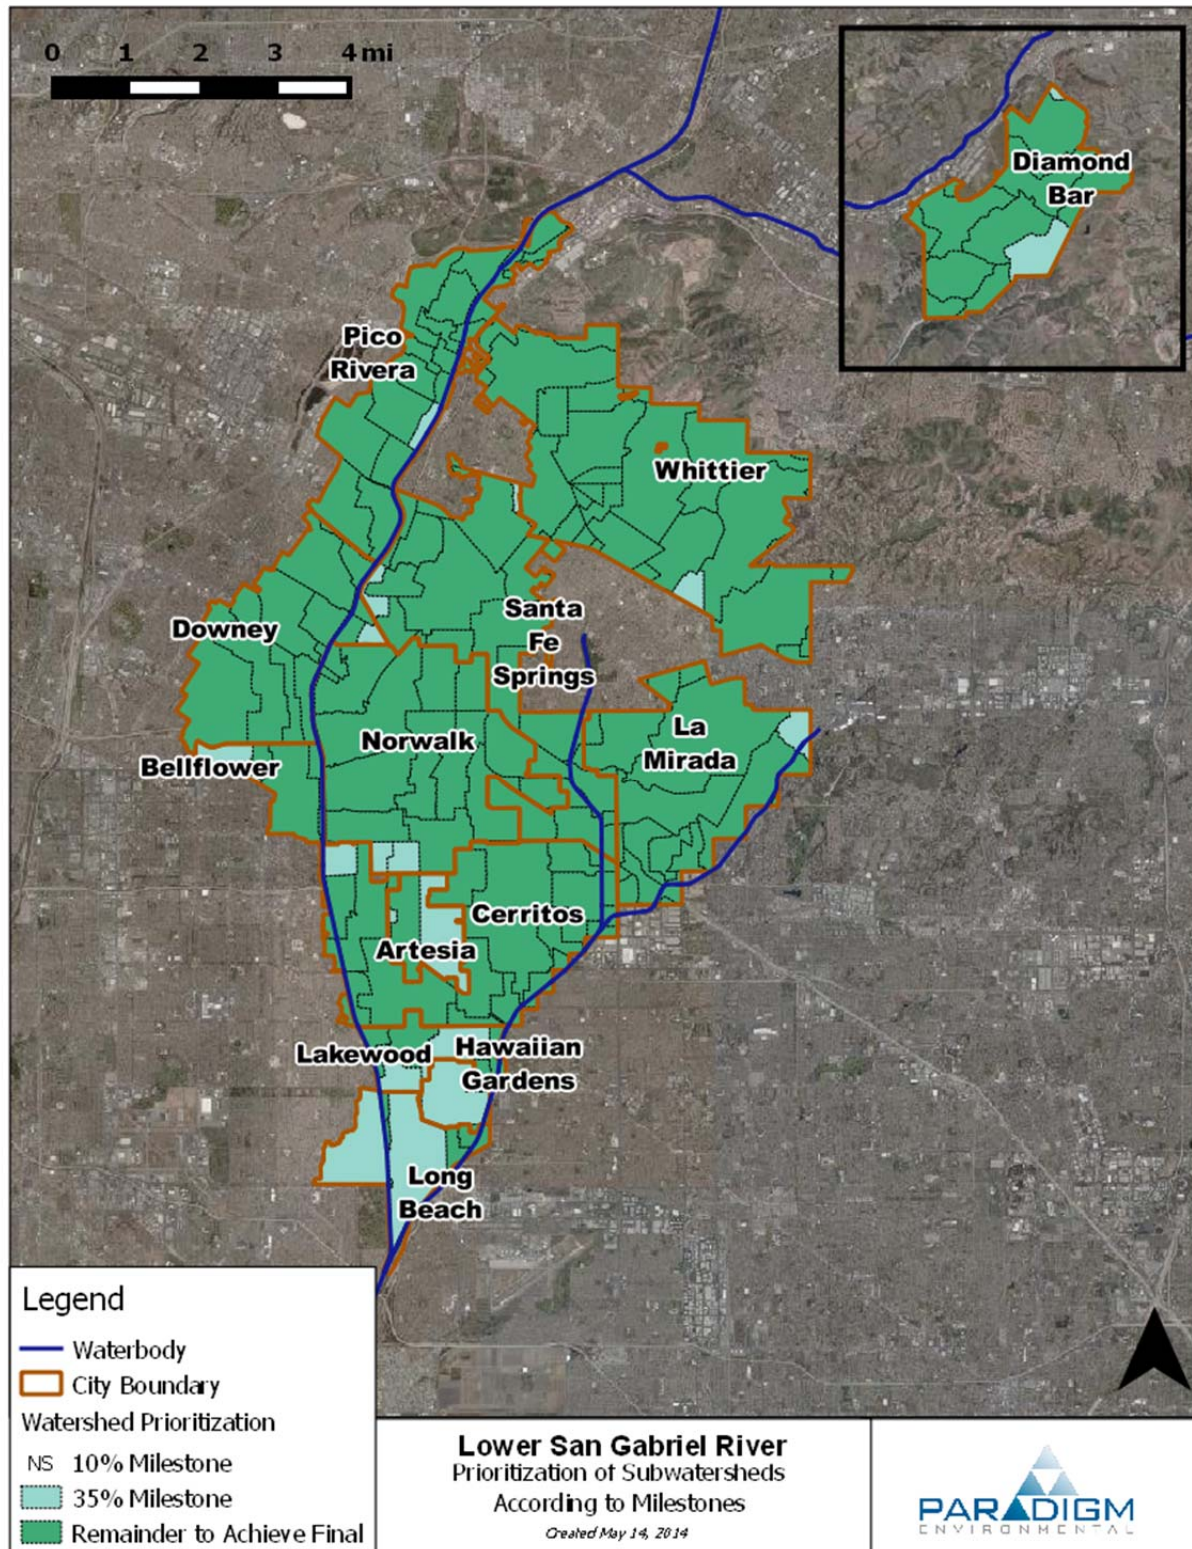 0 1 2 3 4 mi
Diamond
Bar
Pico
Rivera
Whittier
Santa
Fe
Springs
Downey
La
Mirada
Norwalk
Bellflower
Cerritos
Artesia
Lakewood
Hawaiian
Gardens
Long
Beach
Legend
Waterbody
City Boundary
Watershed Prioritization
NS 10% Milestone
35% Milestone
Remainder to Achieve Final
Lower San Gabriel River
Prioritization of Subwatersheds
According to Milestones
Created May 14, 2014
PARADIGM
ENVIRONMENTAL